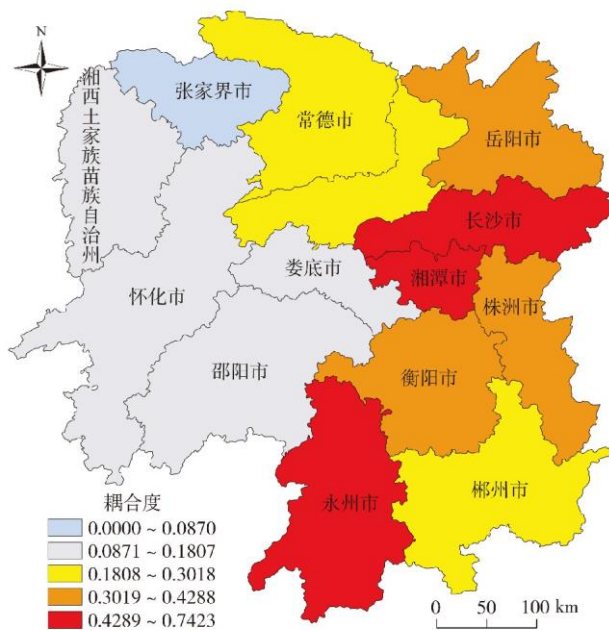 N
张家界市
湘西土家族苗族自治州
常德市
岳阳市
长沙市
娄底市
湘潭市
怀化市
株洲市
邵阳市
衡阳市
永州市
郴州市
耦合度
0.0000～0.0870
0.0871～0.1807
0.1808～0.3018
0.3019～0.4288
0.4289～0.7423
0 50 100 km